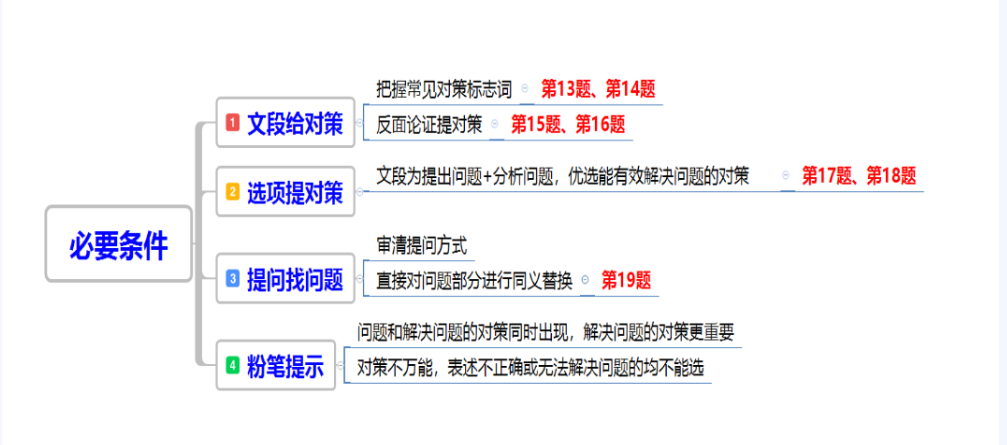 必要条件
1 文段给对策
把握常见对策标志词 第13题、第14题
反面论证提对策 第15题、第16题
2 选项提对策
文段为提出问题+分析问题，优选能有效解决问题的对策 第17题、第18题
3 提问找问题
审清提问方式
直接对问题部分进行同义替换 第19题
4 粉笔提示
问题和解决问题的对策同时出现，解决问题的对策更重要
对策不万能，表述不正确或无法解决问题的均不能选